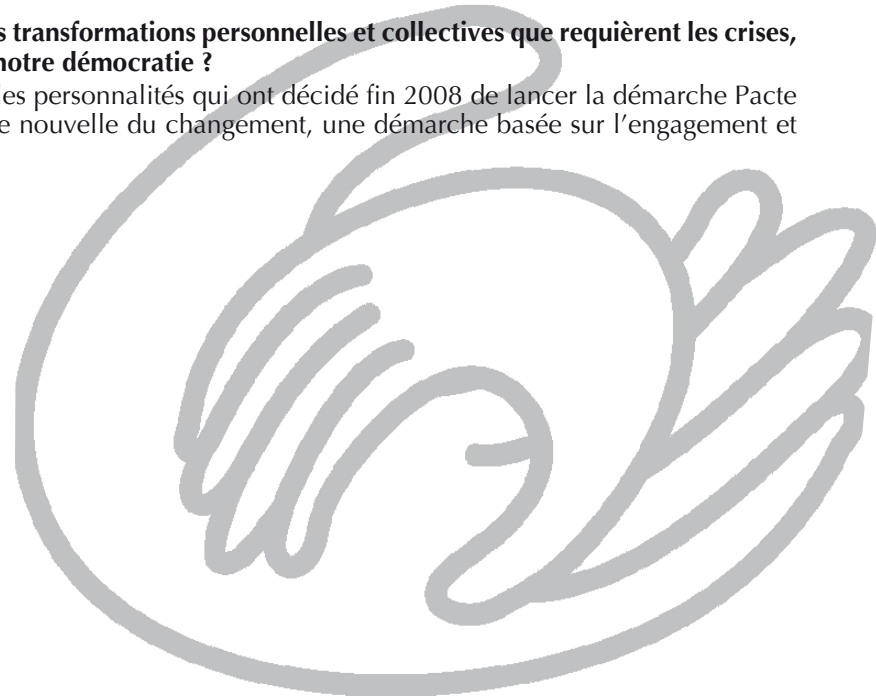 s transformations personnelles et collectives que requièrent les crises,
notre démocratie ?
les personnalités qui ont décidé fin 2008 de lancer la démarche Pacte
e nouvelle du changement, une démarche basée sur l’engagement et